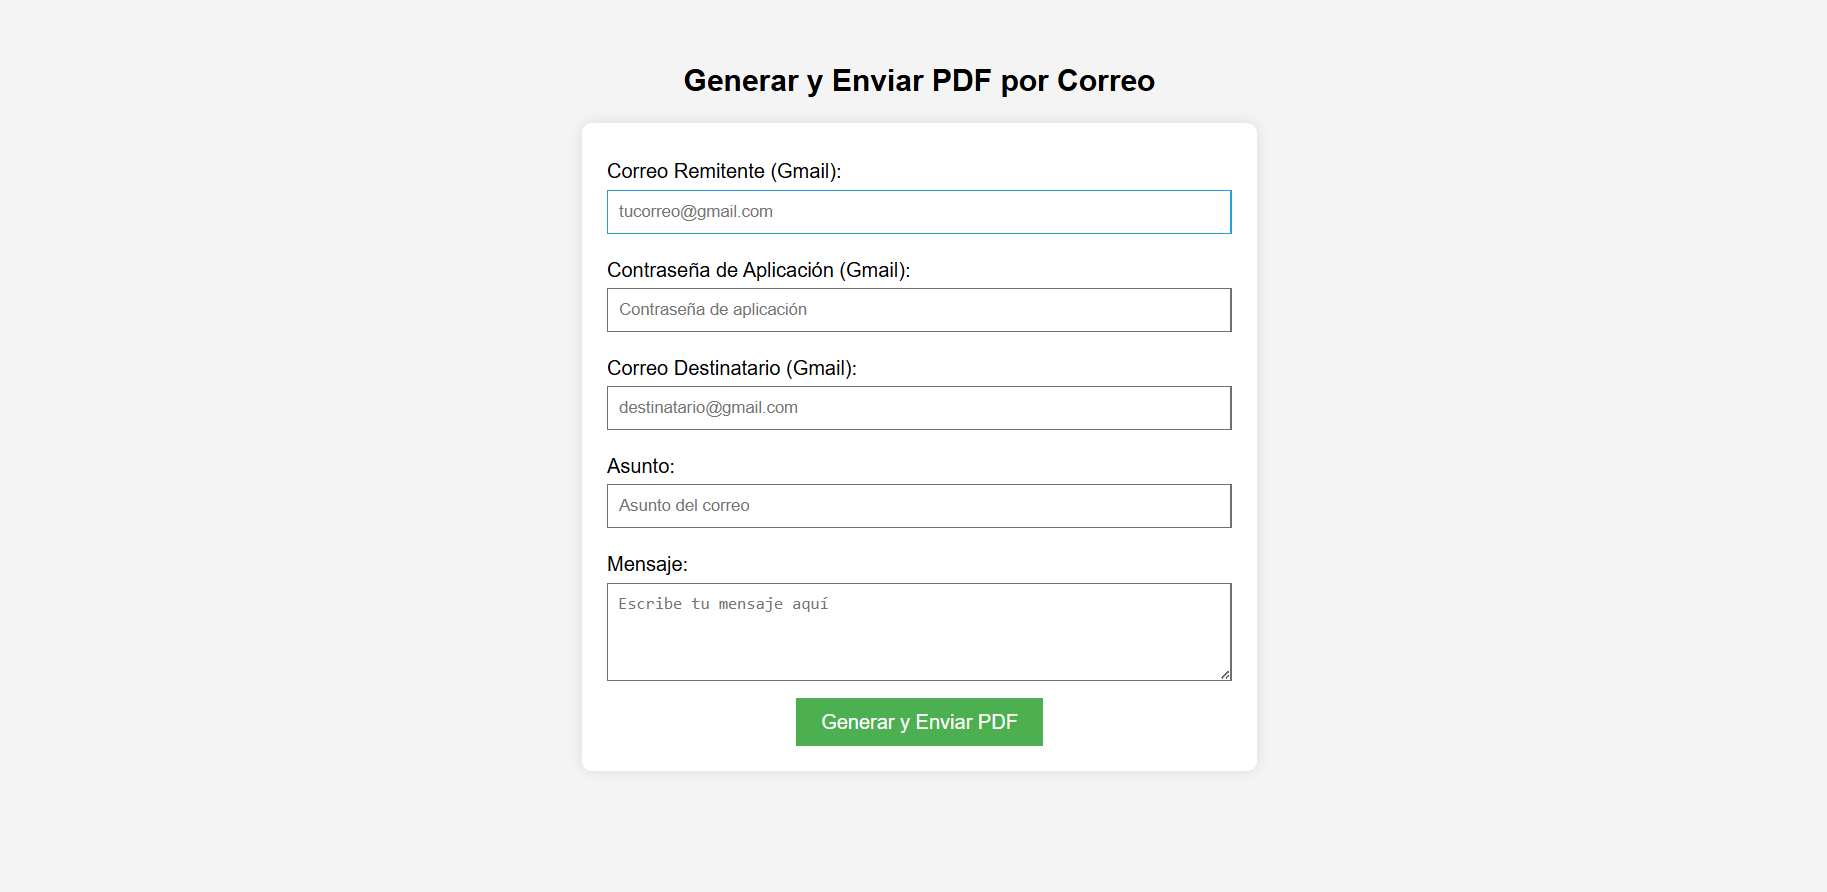 Generar y Enviar PDF por Correo
Correo Remitente (Gmail):
tucorreo@gmail.com
Contraseña de Aplicación (Gmail):
Contraseña de aplicación
Correo Destinatario (Gmail):
destinatario@gmail.com
Asunto:
Asunto del correo
Mensaje:
Escribe tu mensaje aquí
Generar y Enviar PDF